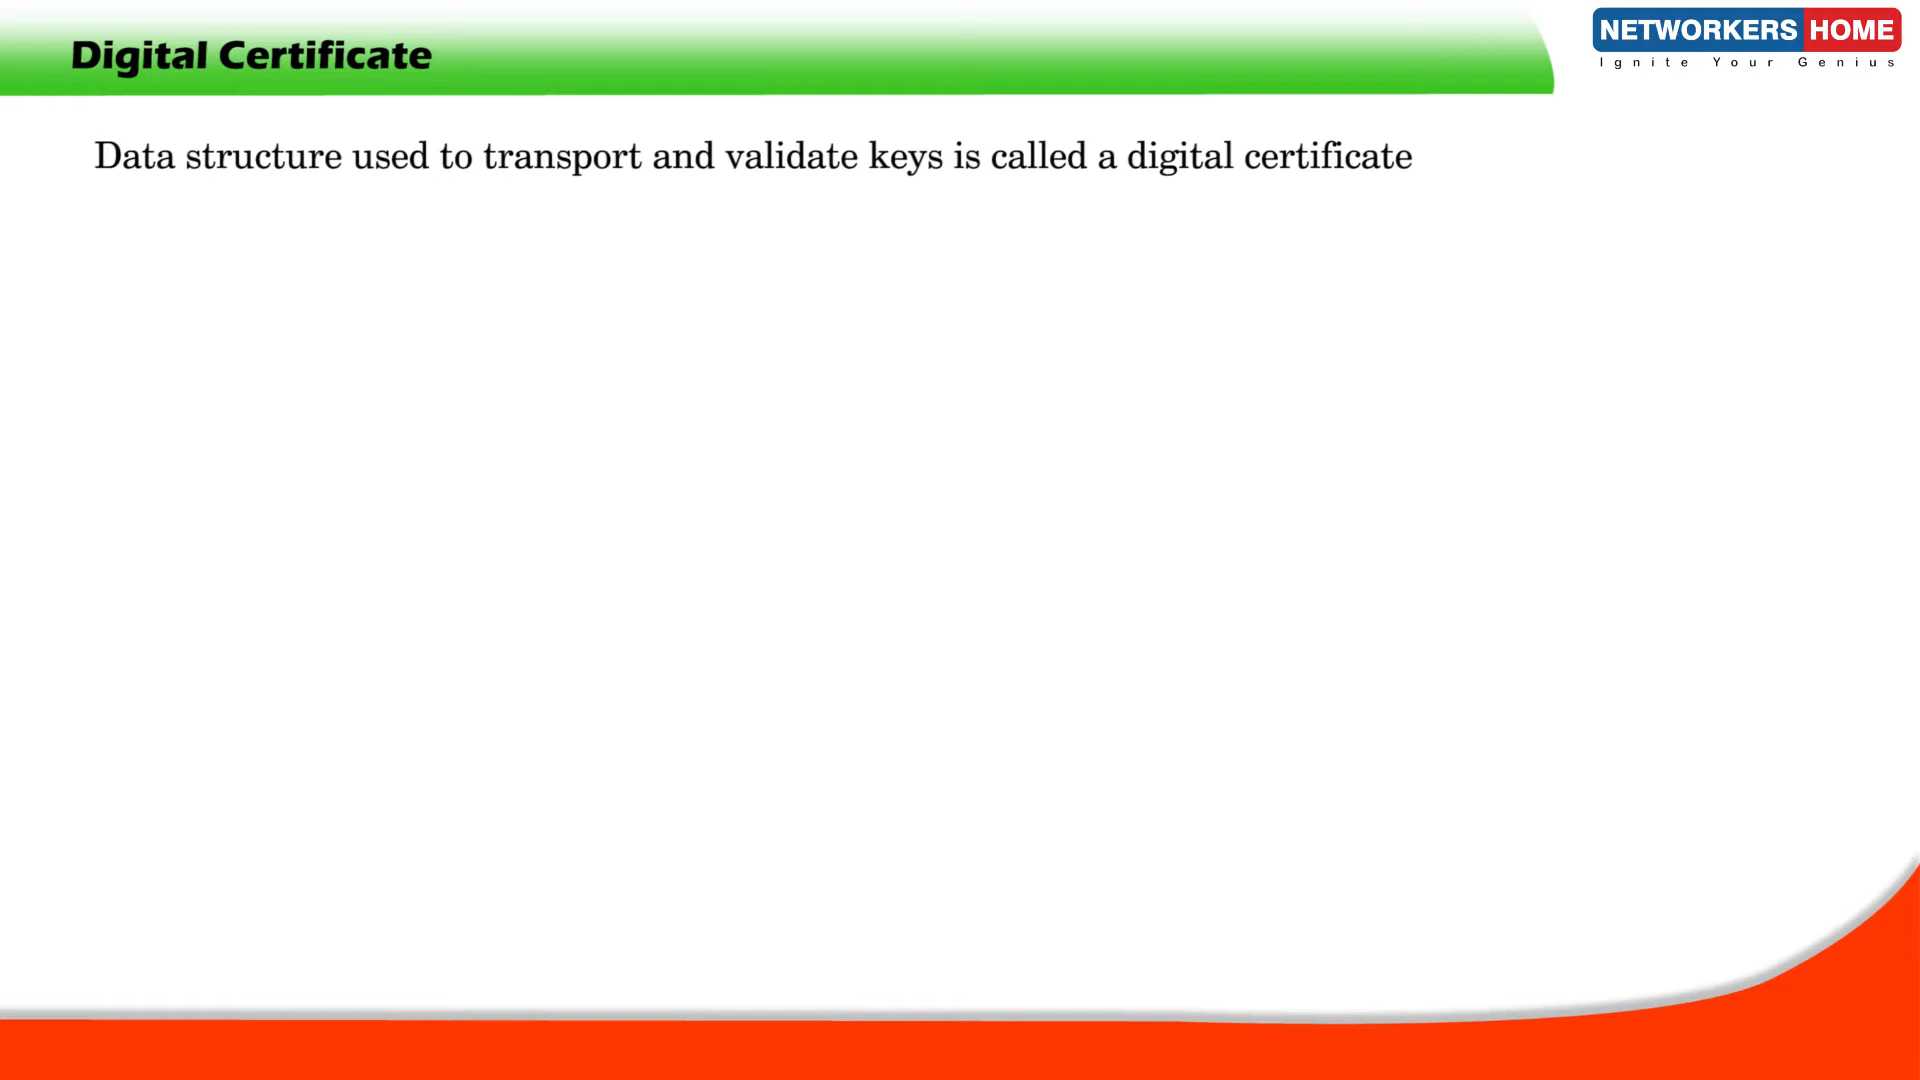 Digital Certificate
NETWORKERS HOME
Ignite Your Genius
Data structure used to transport and validate keys is called a digital certificate